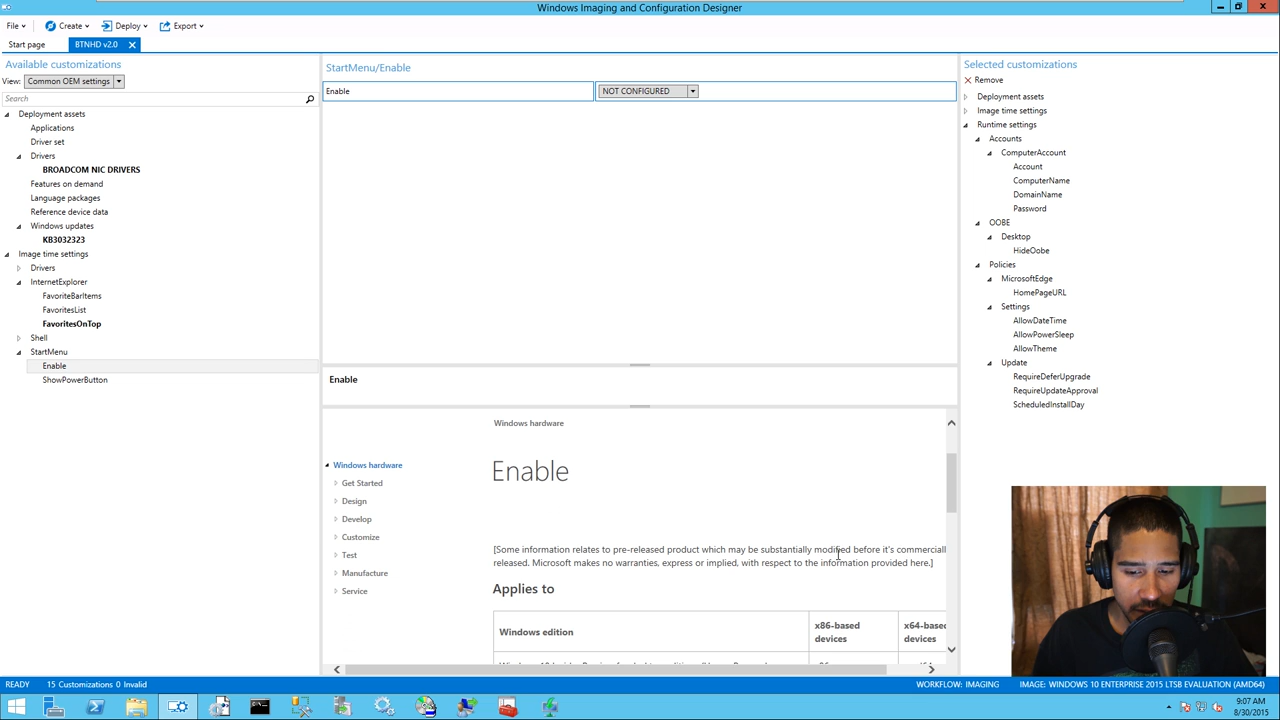 Windows Imaging and Configuration Designer
File Create Deploy Export
Start page BTNHD v2.0
Available customizations
View: Common OEM settings
Search
Deployment assets
Applications
Driver set
Drivers
BROADCOM NIC DRIVERS
Features on demand
Language packages
Reference device data
Windows updates
KB3032323
Image time settings
Drivers
InternetExplorer
FavoriteBarItems
FavoritesList
FavoritesOnTop
Shell
StartMenu
Enable
ShowPowerButton
StartMenu/Enable
Enable NOT CONFIGURED
Enable
Windows hardware
Windows hardware
Get Started
Design
Develop
Customize
Test
Manufacture
Service
Enable
[Some information relates to pre-released product which may be substantially modified before it's commerciall
released. Microsoft makes no warranties, express or implied, with respect to the information provided here.]
Applies to
Windows edition
x86-based
devices
x64-based
devices
Selected customizations
Remove
Deployment assets
Image time settings
Runtime settings
Accounts
ComputerAccount
Account
ComputerName
DomainName
Password
OOBE
Desktop
HideOobe
Policies
MicrosoftEdge
HomePageURL
Settings
AllowDateTime
AllowPowerSleep
AllowTheme
Update
RequireDeferUpgrade
RequireUpdateApproval
ScheduledInstallDay
READY 15 Customizations 0 Invalid
WORKFLOW: IMAGING IMAGE: WINDOWS 10 ENTERPRISE 2015 LTSB EVALUATION (AMD64)
9:07 AM
8/30/2015